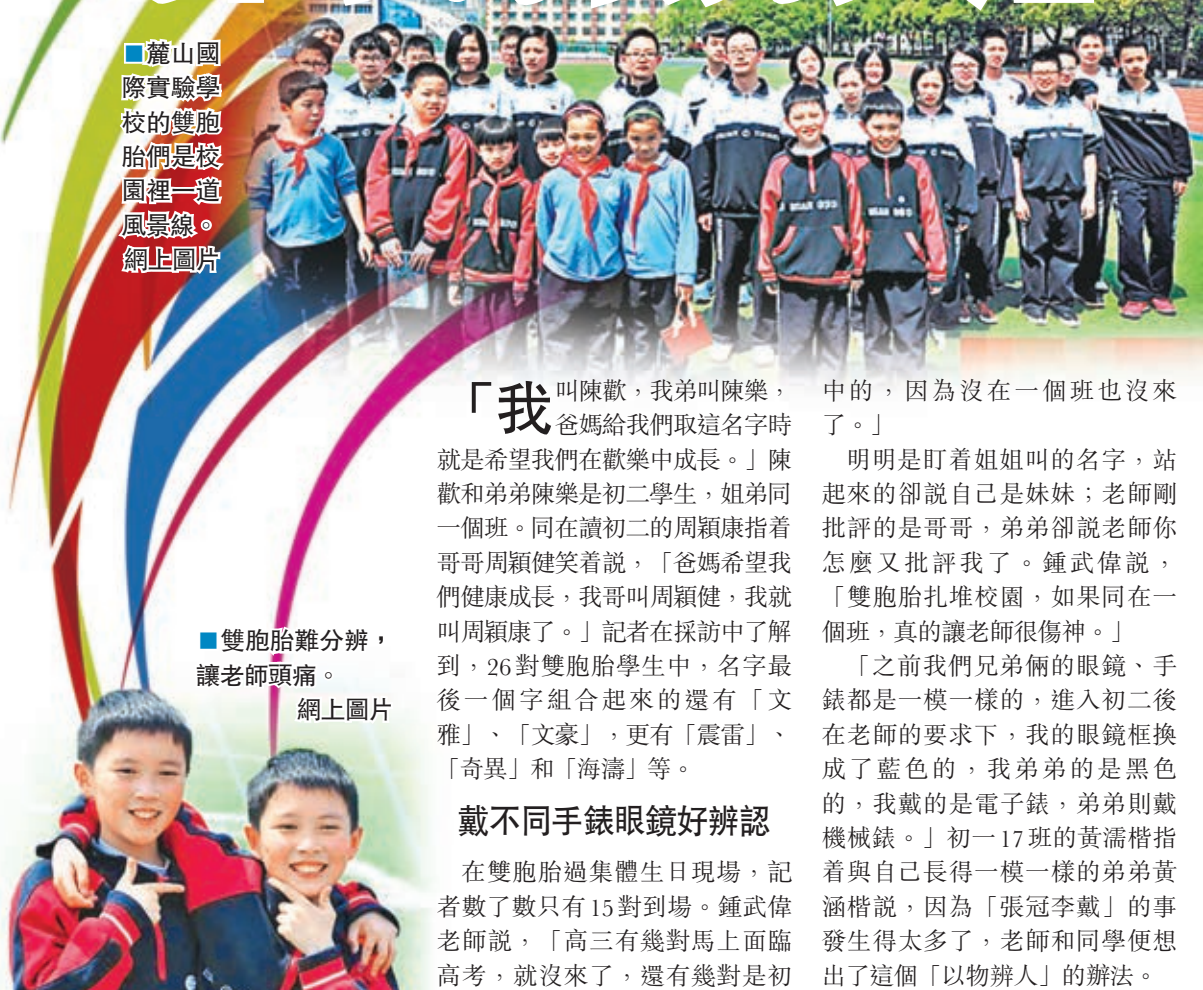 ■麓山國
際實驗學
校的雙胞
胎們是校
園裡一道
風景線。
網上圖片
■雙胞胎難分辨，
讓老師頭痛。
網上圖片
「我叫陳歡，我弟叫陳樂，
爸媽給我們取這名字時
就是希望我們在歡樂中成長。」陳
歡和弟弟陳樂是初二學生，姐弟同
一個班。同在讀初二的周穎康指着
哥哥周穎健笑着說，「爸媽希望我
們健康成長，我哥叫周穎健，我就
叫周穎康了。」記者在採訪中了解
到，26對雙胞胎學生中，名字最
後一個字組合起來的還有「文
雅」、「文豪」，更有「震雷」、
「奇異」和「海濤」等。
戴不同手錶眼鏡好辨認
在雙胞胎過集體生日現場，記
者數了數只有15對到場。鍾武偉
老師說，「高三有幾對馬上面臨
高考，就沒來了，還有幾對是初
中的，因為沒在一個班也沒來
了。」
明明是盯着姐姐叫的名字，站
起來的卻說自己是妹妹；老師剛
批評的是哥哥，弟弟卻說老師你
怎麼又批評我了。鍾武偉說，
「雙胞胎扎堆校園，如果同在一
個班，真的讓老師很傷神。」
「之前我們兄弟倆的眼鏡、手
錶都是一模一樣的，進入初二後
在老師的要求下，我的眼鏡框換
成了藍色的，我弟弟的是黑色
的，我戴的是電子錶，弟弟則戴
機械錶。」初一17班的黃濡楷指
着與自己長得一模一樣的弟弟黃
涵楷說，因為「張冠李戴」的事
發生得太多了，老師和同學便想
出了這個「以物辨人」的辦法。